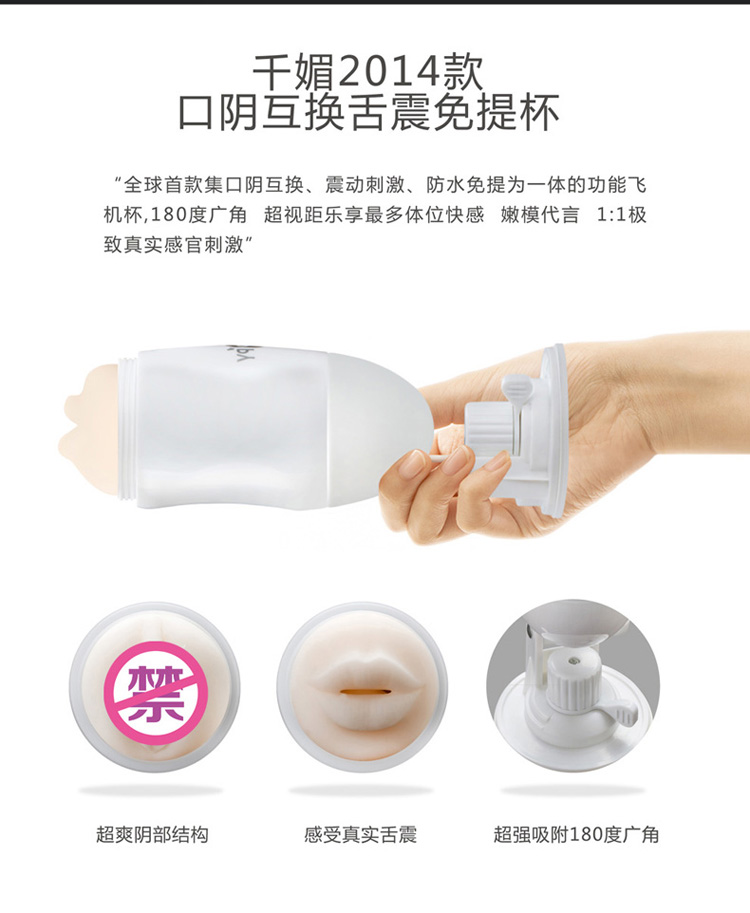 千媚2014款
口阴互换舌震免提杯
“全球首款集口阴互换、震动刺激、防水免提为一体的功能飞
机杯,180度广角 超视距乐享最多体位快感 嫩模代言 1:1极
致真实感官刺激”
禁
超爽阴部结构
感受真实舌震
超强吸附180度广角